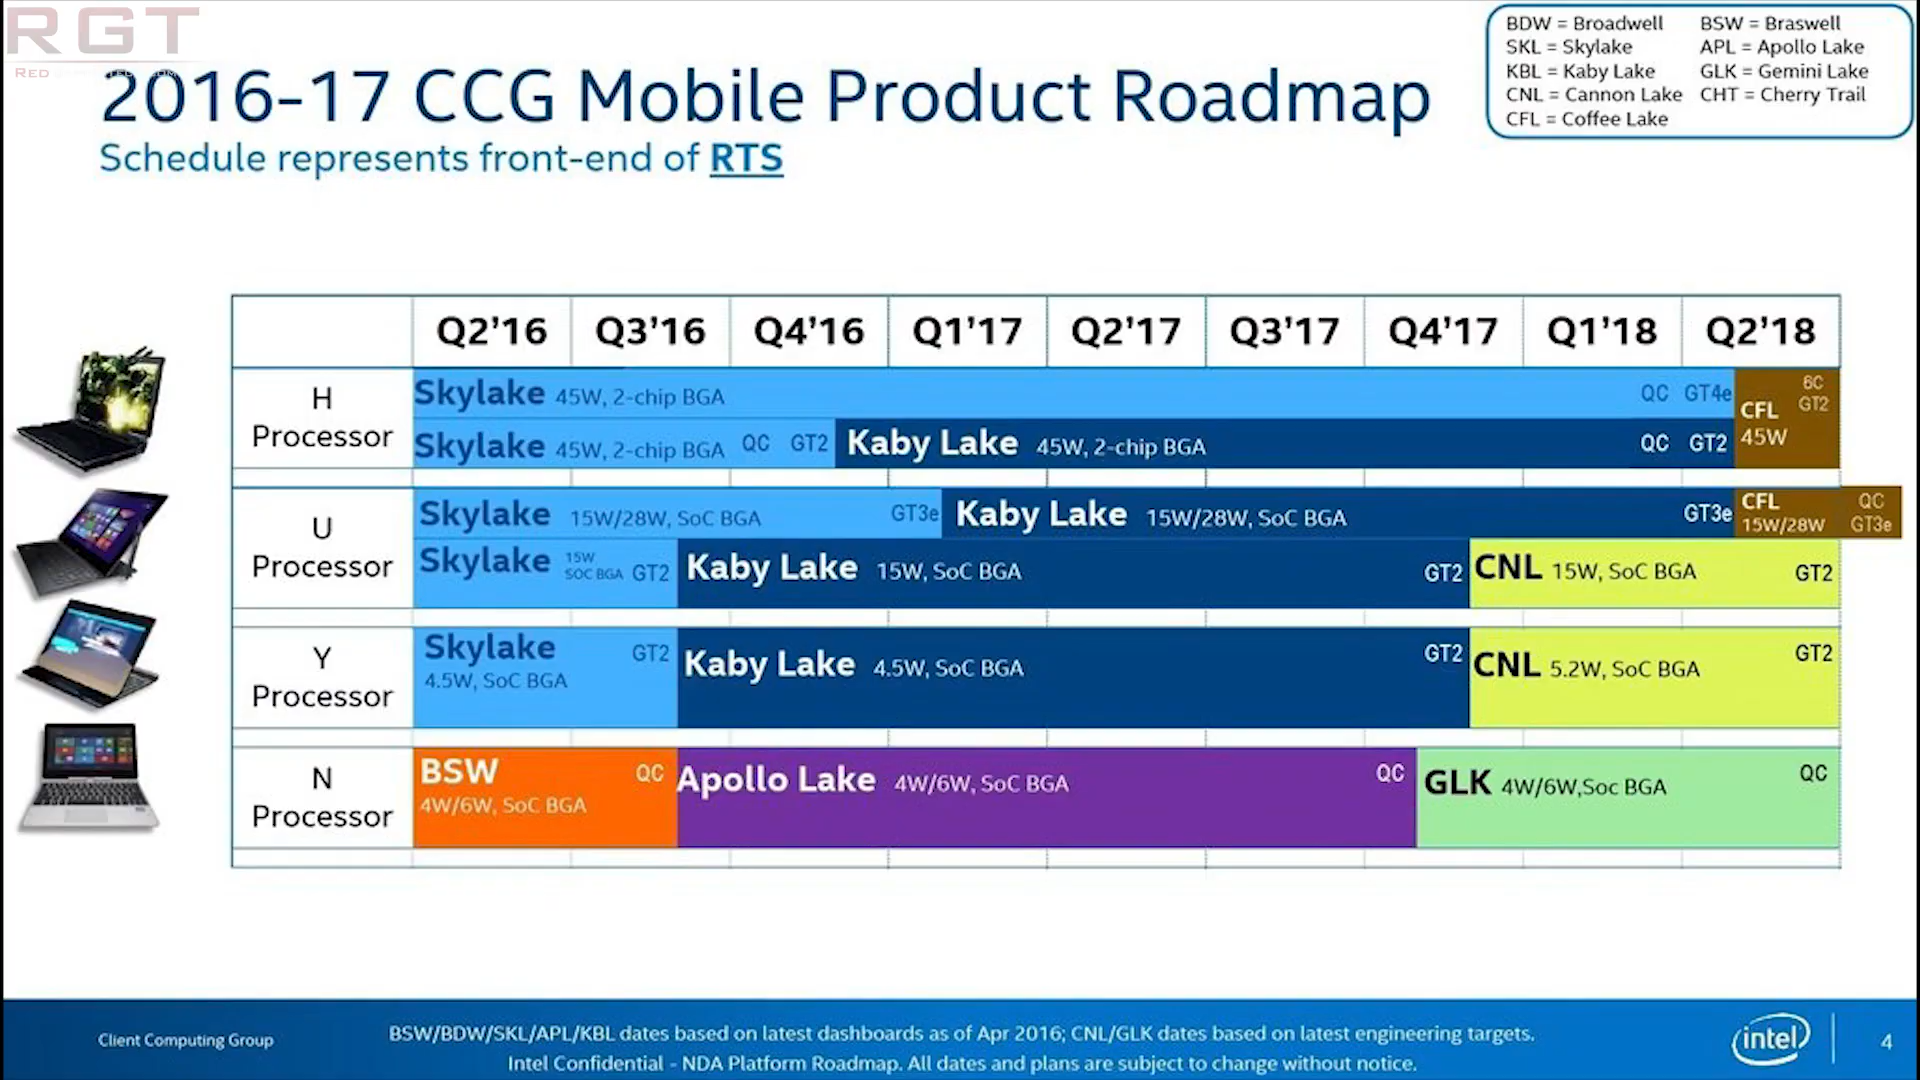 RGT
RED
2016-17 CCG Mobile Product Roadmap
Schedule represents front-end of RTS
BDW = Broadwell BSW = Braswell
SKL = Skylake APL = Apollo Lake
KBL = Kaby Lake GLK = Gemini Lake
CNL = Cannon Lake CHT = Cherry Trail
CFL = Coffee Lake
Q2’16 Q3’16 Q4’16 Q1’17 Q2’17 Q3’17 Q4’17 Q1’18 Q2’18
H Processor
Skylake 45W, 2-chip BGA QC GT4e
Skylake 45W, 2-chip BGA QC GT2
Kaby Lake 45W, 2-chip BGA QC GT2
CFL 45W 6C GT2
U Processor
Skylake 15W/28W, SoC BGA GT3e
Kaby Lake 15W/28W, SoC BGA GT3e
CFL 15W/28W QC GT3e
Skylake 15W SOC BGA GT2
Kaby Lake 15W, SoC BGA GT2
CNL 15W, SoC BGA GT2
Y Processor
Skylake 4.5W, SoC BGA GT2
Kaby Lake 4.5W, SoC BGA GT2
CNL 5.2W, SoC BGA GT2
N Processor
BSW 4W/6W, SoC BGA QC
Apollo Lake 4W/6W, SoC BGA QC
GLK 4W/6W,Soc BGA QC
Client Computing Group
BSW/BDW/SKL/APL/KBL dates based on latest dashboards as of Apr 2016; CNL/GLK dates based on latest engineering targets.
Intel Confidential - NDA Platform Roadmap. All dates and plans are subject to change without notice.
intel
4